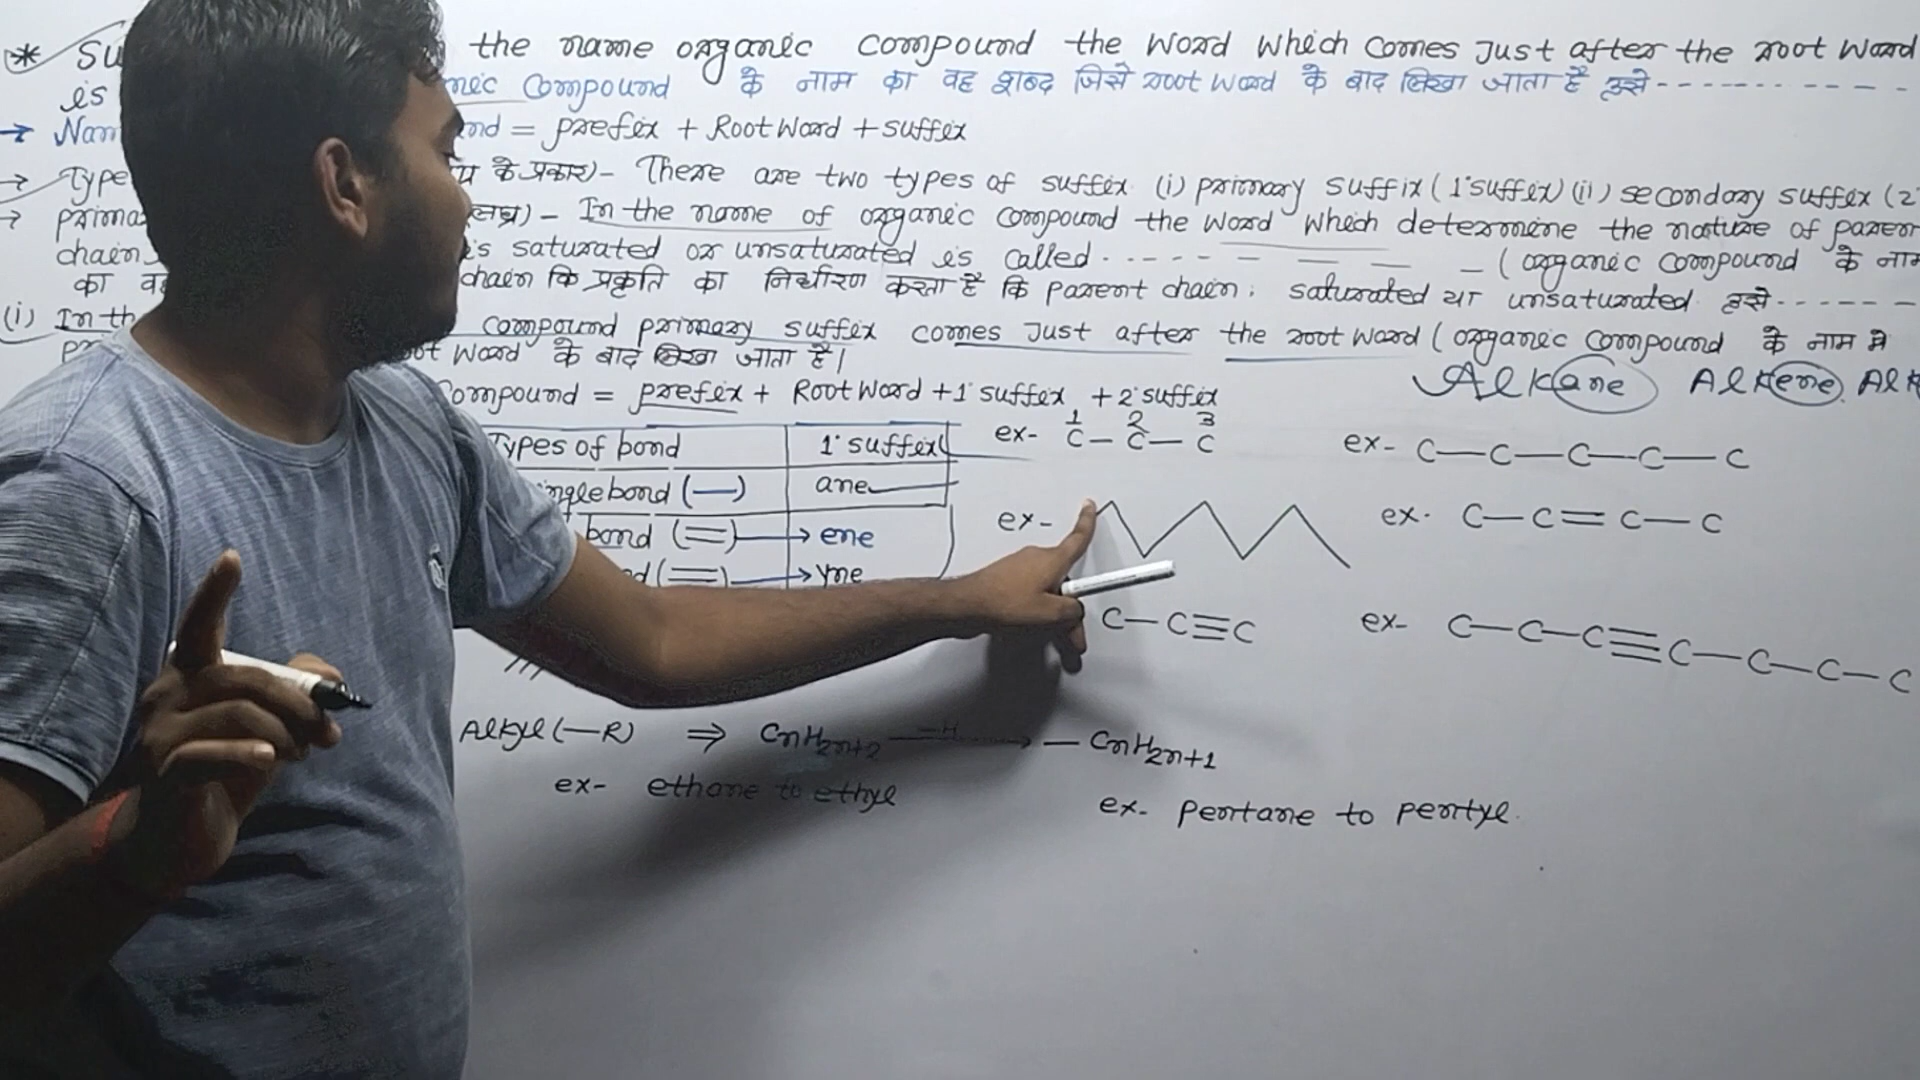 * Su the name organic compound the word which comes Just after the root word
is nic compound के नाम का वह शब्द जिसे root word के बाद लिखा जाता है उसे-----------
→ Nam nd = prefix + Root word + suffix
→ Type य के प्रकार)- There are two types of suffix (i) primary suffix (1° suffix) (ii) secondary suffix (2°
→ prima - In the name of organic compound the word which determine the nature of paren
chain is saturated or unsaturated is called ------- (organic compound के नाम
का व chain कि प्रकृति का निर्धारण करता है कि parent chain; saturated या unsaturated उसे------
(i) In th compound primary suffix comes Just after the root word (organic compound के नाम मे
pr ot word के बाद लिखा जाता है।
Alkane Alkene Alk
compound = prefix + Root word + 1° suffix + 2° suffix
Types of bond 1° suffix
ingle bond (—) ane
bond (=) → ene
d (≡) → yne
ex- 1C — 2C — 3C
ex- C—C—C—C—C
ex-
ex- C—C=C—C
C—C≡C
ex- C—C—C≡C—C—C—C
Alkyl (—R) ⇒ CnH2n+2 —H→ — CnH2n+1
ex- ethane to ethyl
ex- pentane to pentyl.